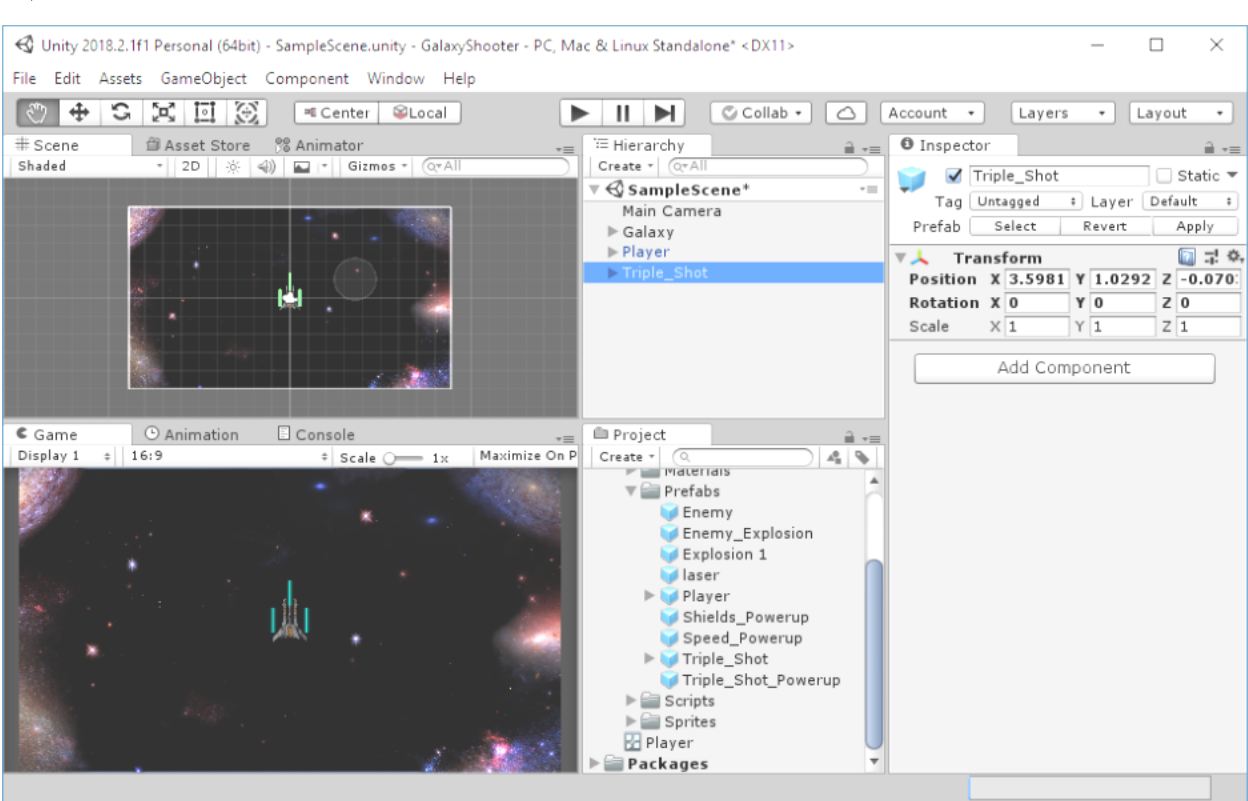 Unity 2018.2.1f1 Personal (64bit) - SampleScene.unity - GalaxyShooter - PC, Mac & Linux Standalone* <DX11>
File Edit Assets GameObject Component Window Help
Center Local Collab Account Layers Layout
Scene Asset Store Animator
Shaded 2D Gizmos All
Hierarchy
Create All
SampleScene*
Main Camera
Galaxy
Player
Triple_Shot
Inspector
Triple_Shot Static
Tag Untagged Layer Default
Prefab Select Revert Apply
Transform
Position X 3.5981 Y 1.0292 Z -0.070
Rotation X 0 Y 0 Z 0
Scale X 1 Y 1 Z 1
Add Component
Game Animation Console
Display 1 16:9 Scale 1x Maximize On P
Project
Create
Materials
Prefabs
Enemy
Enemy_Explosion
Explosion 1
laser
Player
Shields_Powerup
Speed_Powerup
Triple_Shot
Triple_Shot_Powerup
Scripts
Sprites
Player
Packages